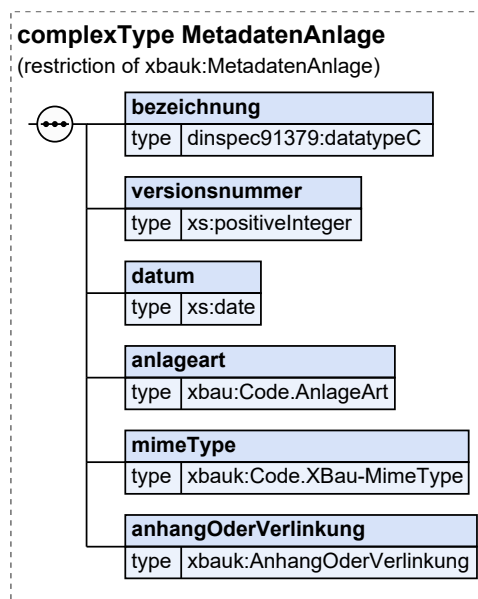 complexType MetadatenAnlage
(restriction of xbauk:MetadatenAnlage)
bezeichnung
type dinspec91379:datatypeC
versionsnummer
type xs:positiveInteger
datum
type xs:date
anlageart
type xbau:Code.AnlageArt
mimeType
type xbauk:Code.XBau-MimeType
anhangOderVerlinkung
type xbauk:AnhangOderVerlinkung